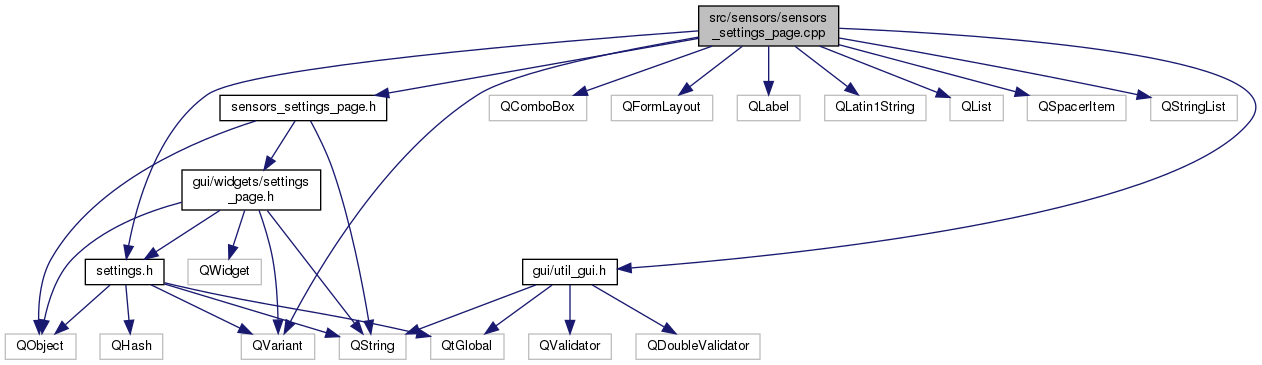 src/sensors/sensors
_settings_page.cpp
sensors_settings_page.h
QComboBox
QFormLayout
QLabel
QLatin1String
QList
QSpacerItem
QStringList
gui/widgets/settings
_page.h
settings.h
QWidget
gui/util_gui.h
QObject
QHash
QVariant
QString
QtGlobal
QValidator
QDoubleValidator